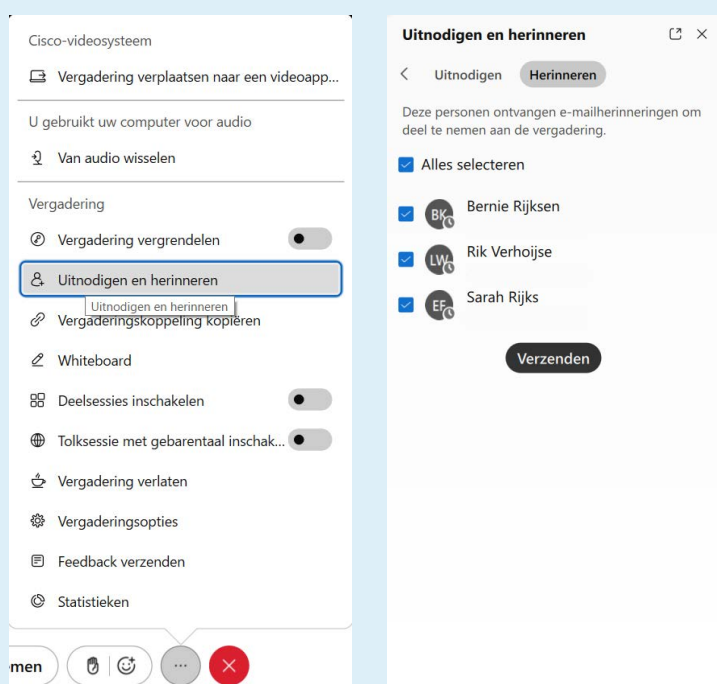 Cisco-videosysteem
Vergadering verplaatsen naar een videoapp...
U gebruikt uw computer voor audio
Van audio wisselen
Vergadering
Vergadering vergrendelen
Uitnodigen en herinneren
Uitnodigen en herinneren
Vergaderingskoppeling kopiëren
Whiteboard
Deelsessies inschakelen
Tolksessie met gebarentaal inschak...
Vergadering verlaten
Vergaderingsopties
Feedback verzenden
Statistieken
men
Uitnodigen en herinneren
Uitnodigen Herinneren
Deze personen ontvangen e-mailherinneringen om
deel te nemen aan de vergadering.
Alles selecteren
BK Bernie Rijksen
LW Rik Verhoijse
EF Sarah Rijks
Verzenden